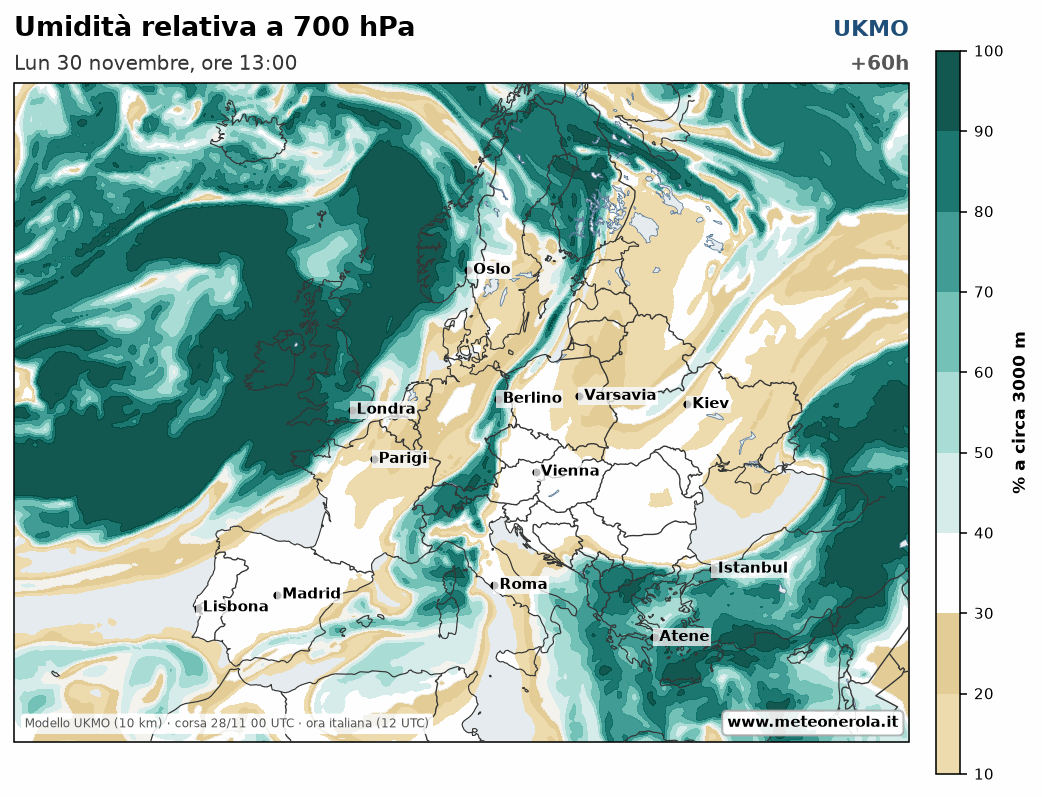 Umidità relativa a 700 hPa
UKMO
Lun 30 novembre, ore 13:00
+60h
100
90
80
70
60
50
40
30
20
10
% a circa 3000 m
Oslo
Berlino
Varsavia
Kiev
Londra
Parigi
Vienna
Istanbul
Roma
Madrid
Lisbona
Atene
Modello UKMO (10 km) · corsa 28/11 00 UTC · ora italiana (12 UTC)
www.meteonerola.it